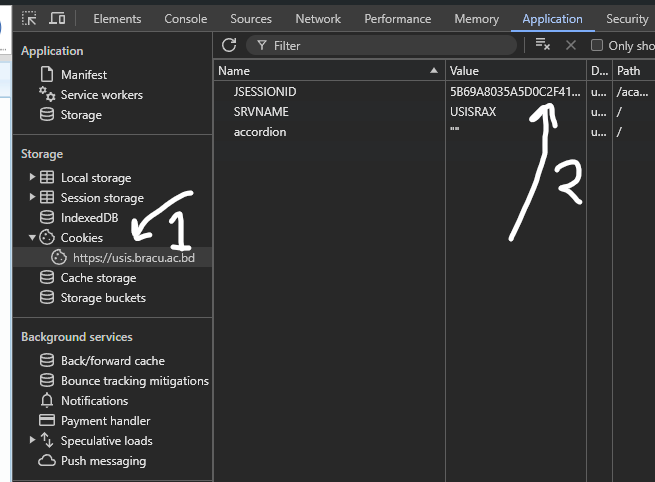 Elements Console Sources Network Performance Memory Application Security
Application
Manifest
Service workers
Storage
Storage
Local storage
Session storage
IndexedDB
Cookies
https://usis.bracu.ac.bd
Cache storage
Storage buckets
Background services
Back/forward cache
Bounce tracking mitigations
Notifications
Payment handler
Speculative loads
Push messaging
Filter Only sho
Name Value D... Path
JSESSIONID 5B69A8035A5D0C2F41... u... /aca...
SRVNAME USISRAX u... /
accordion "" u... /
1
2